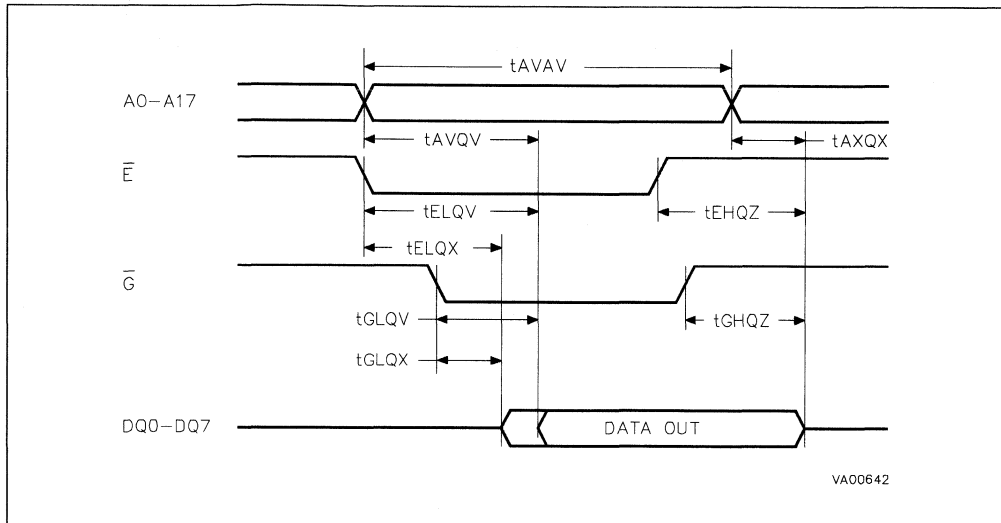 tAVAV
A0-A17
tAVQV
tAXQX
E
tELQV
tEHQZ
tELQX
G
tGLQV
tGHQZ
tGLQX
DQ0-DQ7
DATA OUT
VA00642